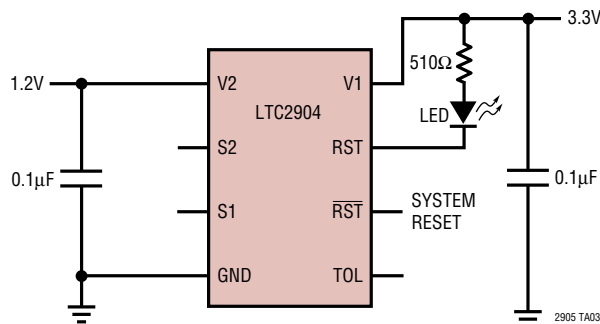 3.3V
510Ω
1.2V
V2
V1
LTC2904
LED
S2
RST
0.1µF
0.1µF
S1
R̅S̅T̅
SYSTEM
RESET
GND
TOL
2905 TA03